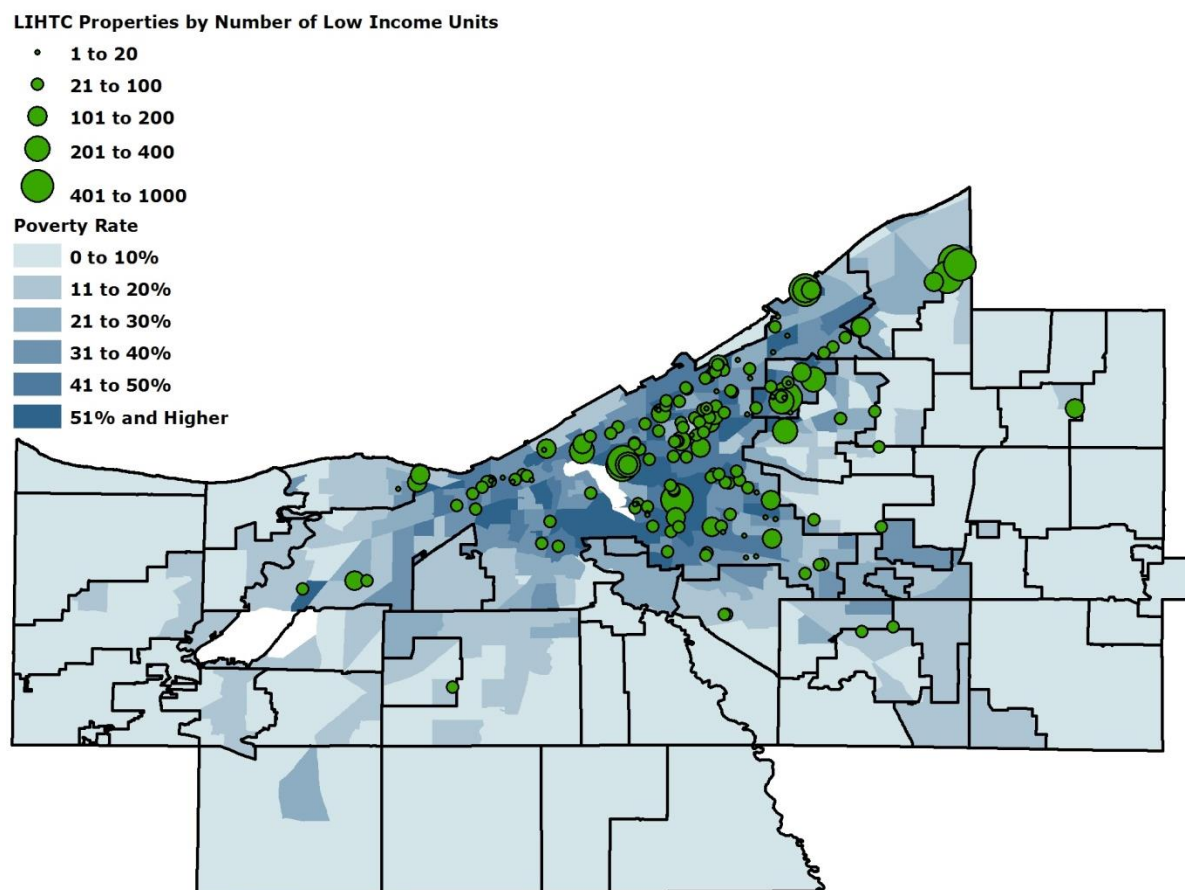 LIHTC Properties by Number of Low Income Units
1 to 20
21 to 100
101 to 200
201 to 400
401 to 1000
Poverty Rate
0 to 10%
11 to 20%
21 to 30%
31 to 40%
41 to 50%
51% and Higher